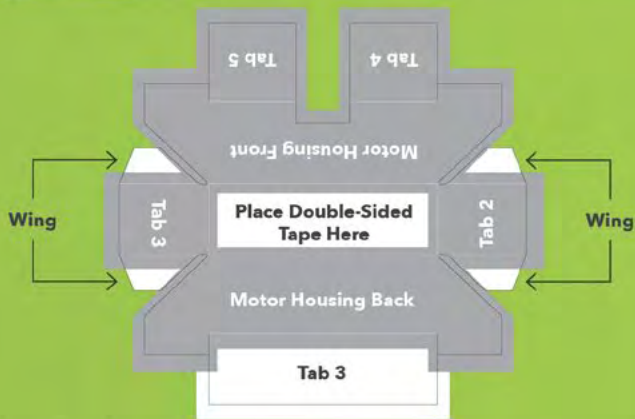 Tab 5
Tab 4
Motor Housing Front
Wing
Tab 3
Place Double-Sided
Tape Here
Tab 2
Wing
Motor Housing Back
Tab 3